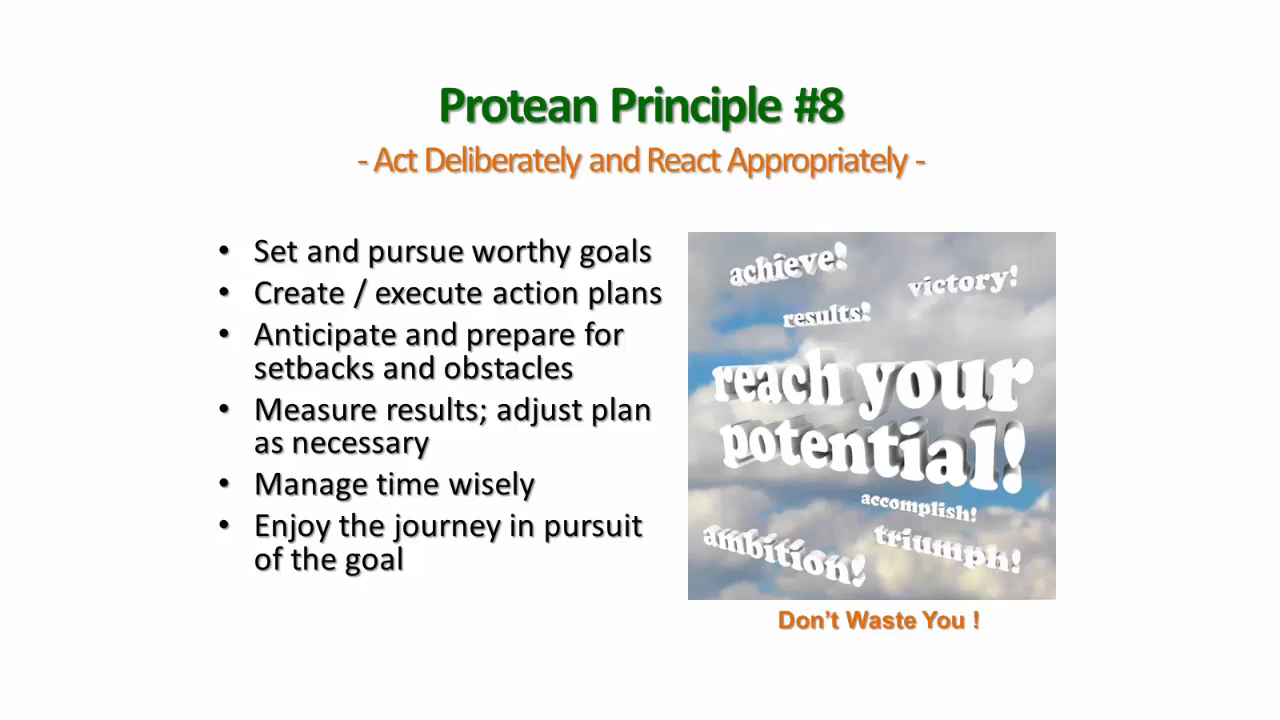 Protean Principle #8
- Act Deliberately and React Appropriately -
• Set and pursue worthy goals
• Create / execute action plans
• Anticipate and prepare for
setbacks and obstacles
• Measure results; adjust plan
as necessary
• Manage time wisely
• Enjoy the journey in pursuit
of the goal
achieve!
victory!
results!
reach your
potential!
accomplish!
ambition!
triumph!
Don't Waste You !